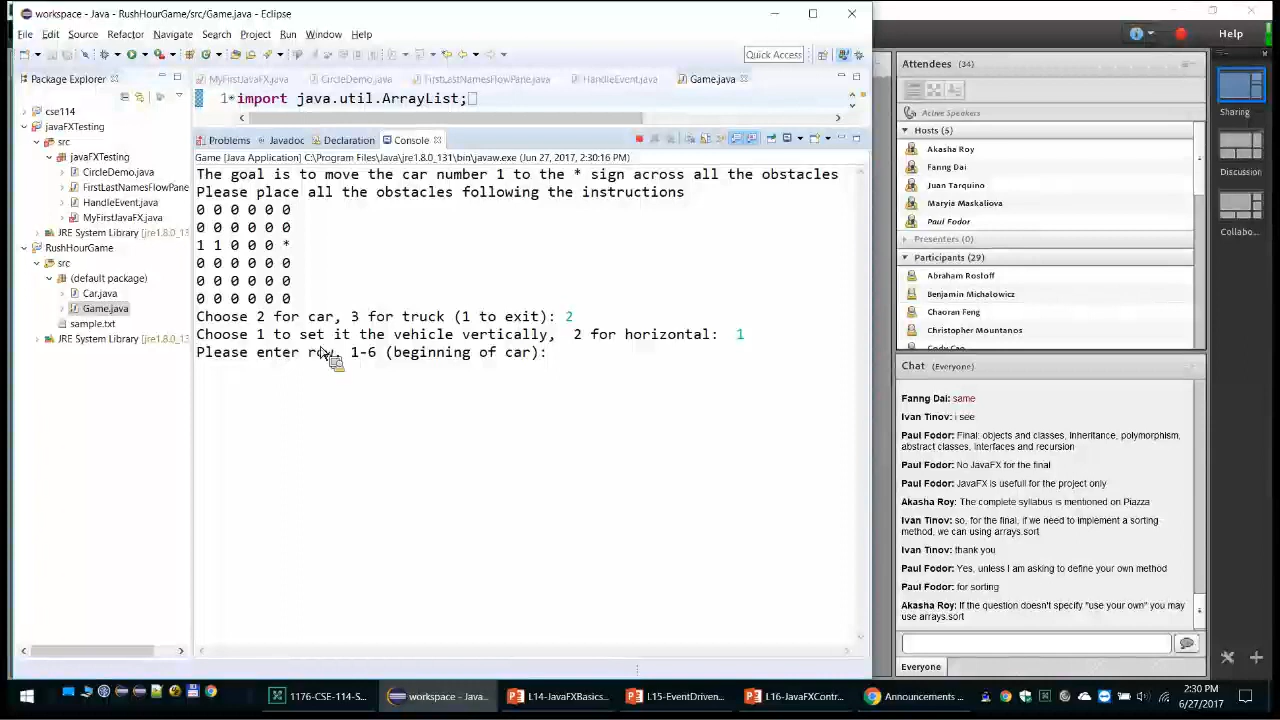 workspace - Java - RushHourGame/src/Game.java - Eclipse
File Edit Source Refactor Navigate Search Project Run Window Help
Quick Access
Package Explorer
MyFirstJavaFX.java
CircleDemo.java
FirstLastNamesFlowPane.java
HandleEvent.java
Game.java
1 import java.util.ArrayList;
cse114
javaFXTesting
src
javaFXTesting
CircleDemo.java
FirstLastNamesFlowPane
HandleEvent.java
MyFirstJavaFX.java
JRE System Library [jre1.8.0_13
RushHourGame
src
(default package)
Car.java
Game.java
sample.txt
JRE System Library [jre1.8.0_13
Problems Javadoc Declaration Console
Game [Java Application] C:\Program Files\Java\jre1.8.0_131\bin\javaw.exe (Jun 27, 2017, 2:30:16 PM)
The goal is to move the car number 1 to the * sign across all the obstacles
Please place all the obstacles following the instructions
0 0 0 0 0 0
0 0 0 0 0 0
1 1 0 0 0 *
0 0 0 0 0 0
0 0 0 0 0 0
0 0 0 0 0 0
Choose 2 for car, 3 for truck (1 to exit): 2
Choose 1 to set it the vehicle vertically, 2 for horizontal: 1
Please enter row, 1-6 (beginning of car):
Help
Attendees (34)
Active Speakers
Hosts (5)
Akasha Roy
Fanng Dai
Juan Tarquino
Maryia Maskaliova
Paul Fodor
Presenters (0)
Participants (29)
Abraham Rosloff
Benjamin Michalowicz
Chaoran Feng
Christopher Mountanos
Cody Cao
Chat (Everyone)
Fanng Dai: same
Ivan Tinov: i see
Paul Fodor: Final: objects and classes, inheritance, polymorphism,
abstract classes, interfaces and recursion
Paul Fodor: No JavaFX for the final
Paul Fodor: JavaFX is usefull for the project only
Akasha Roy: The complete syllabus is mentioned on Piazza
Ivan Tinov: so, for the final, if we need to implement a sorting
method, we can using arrays.sort
Ivan Tinov: thank you
Paul Fodor: Yes, unless I am asking to define your own method
Paul Fodor: for sorting
Akasha Roy: If the question doesn't specify "use your own" you may
use arrays.sort
Everyone
Sharing
Discussion
Collabo...
1176-CSE-114-S...
workspace - Java...
L14-JavaFXBasics...
L15-EventDriven...
L16-JavaFXContr...
Announcements ...
2:30 PM
6/27/2017